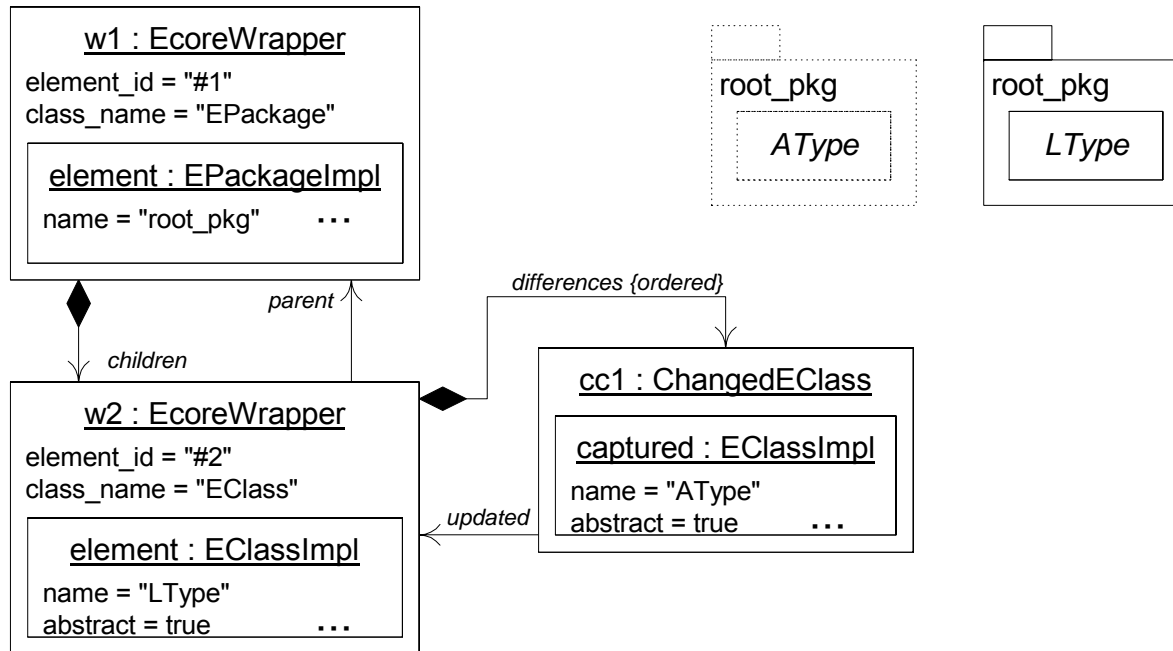 w1 : EcoreWrapper
element_id = "#1"
class_name = "EPackage"
element : EPackageImpl
name = "root_pkg" ...
root_pkg
AType
root_pkg
LType
parent
children
differences {ordered}
w2 : EcoreWrapper
element_id = "#2"
class_name = "EClass"
element : EClassImpl
name = "LType"
abstract = true ...
updated
cc1 : ChangedEClass
captured : EClassImpl
name = "AType"
abstract = true ...